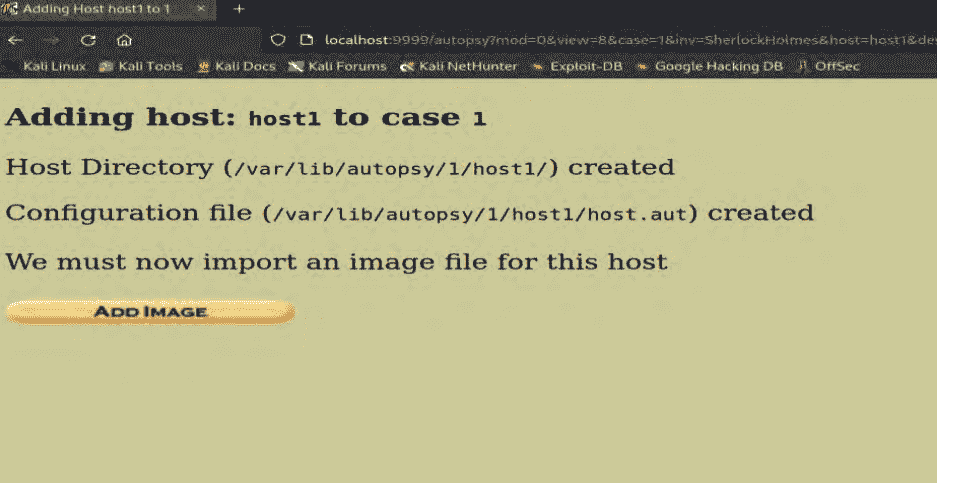 Adding Host host1 to 1
localhost:9999/autopsy?mod=0&view=8&case=1&inv=SherlockHolmes&host=host1&des
Kali Linux Kali Tools Kali Docs Kali Forums Kali NetHunter Exploit-DB Google Hacking DB OffSec
Adding host: host1 to case 1
Host Directory (/var/lib/autopsy/1/host1/) created
Configuration file (/var/lib/autopsy/1/host1/host.aut) created
We must now import an image file for this host
ADD IMAGE